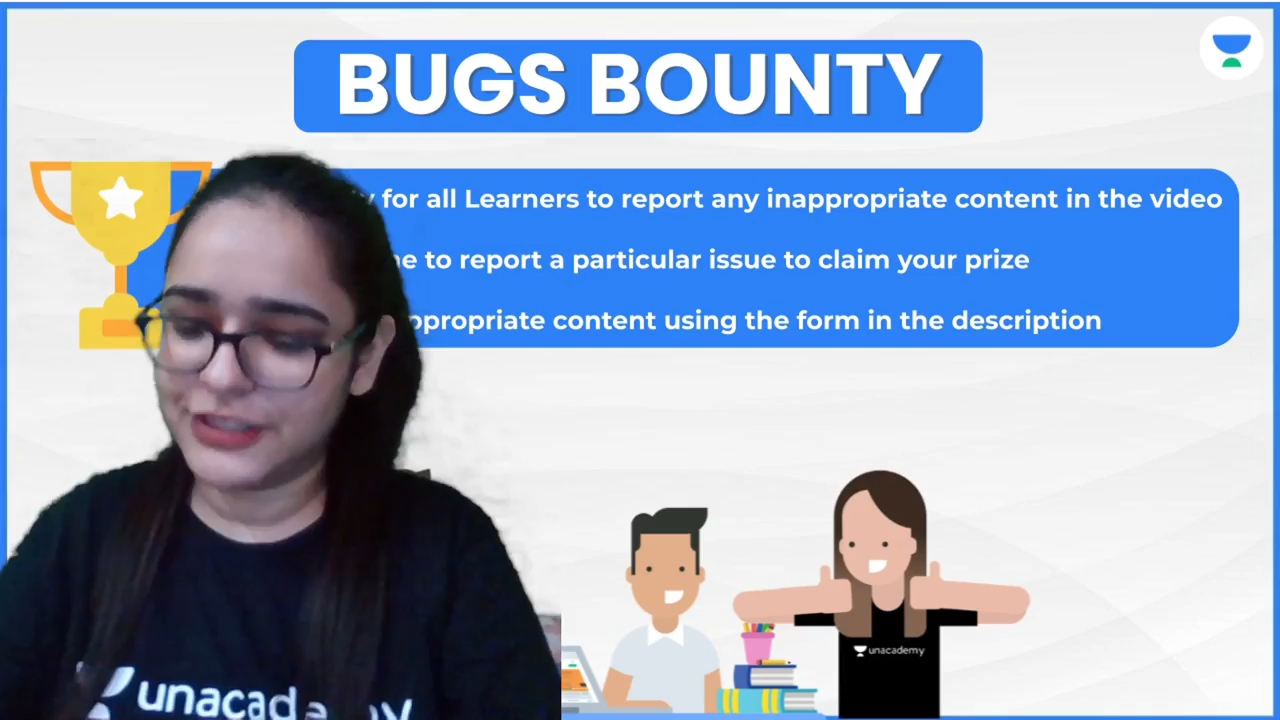 BUGS BOUNTY
for all Learners to report any inappropriate content in the video
to report a particular issue to claim your prize
content using the form in the description
unacademy
unacademy